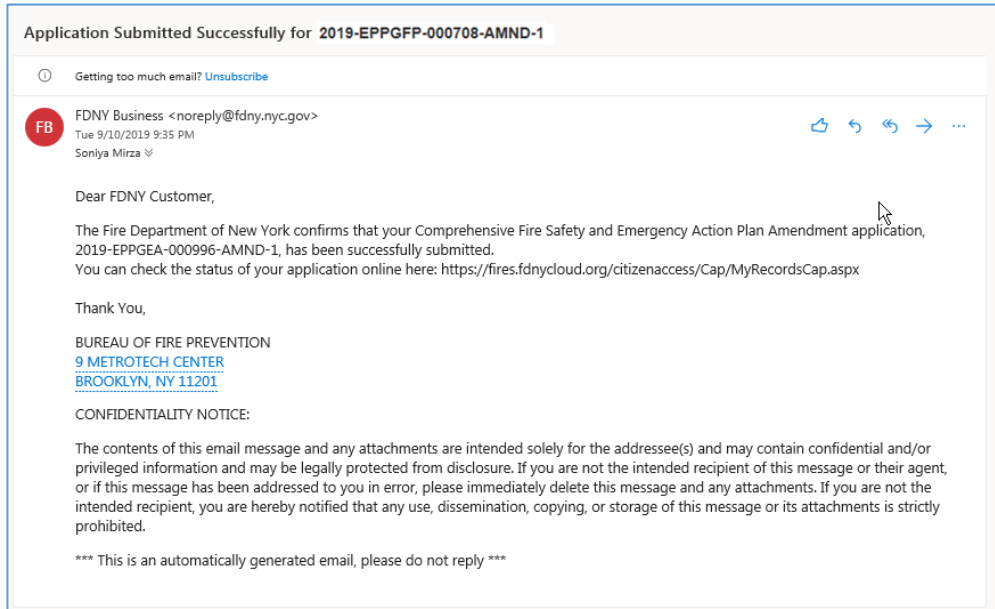 Application Submitted Successfully for 2019-EPPGFP-000708-AMND-1
Getting too much email? Unsubscribe
FB
FDNY Business <noreply@fdny.nyc.gov>
Tue 9/10/2019 9:35 PM
Soniya Mirza
Dear FDNY Customer,
The Fire Department of New York confirms that your Comprehensive Fire Safety and Emergency Action Plan Amendment application,
2019-EPPGEA-000996-AMND-1, has been successfully submitted.
You can check the status of your application online here: https://fires.fdnycloud.org/citizenaccess/Cap/MyRecordsCap.aspx
Thank You,
BUREAU OF FIRE PREVENTION
9 METROTECH CENTER
BROOKLYN, NY 11201
CONFIDENTIALITY NOTICE:
The contents of this email message and any attachments are intended solely for the addressee(s) and may contain confidential and/or
privileged information and may be legally protected from disclosure. If you are not the intended recipient of this message or their agent,
or if this message has been addressed to you in error, please immediately delete this message and any attachments. If you are not the
intended recipient, you are hereby notified that any use, dissemination, copying, or storage of this message or its attachments is strictly
prohibited.
*** This is an automatically generated email, please do not reply ***